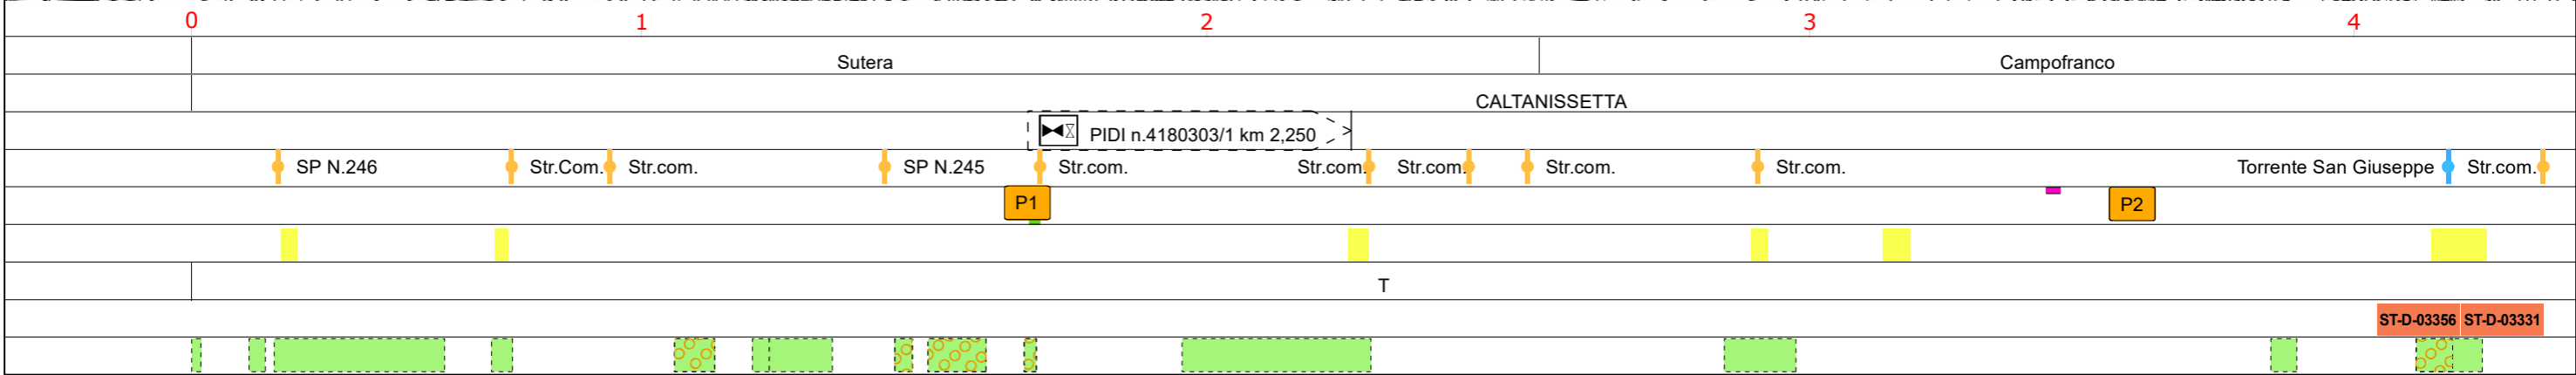 0 1 2 3 4
Sutera Campofranco
CALTANISSETTA
PIDI n.4180303/1 km 2,250
SP N.246 Str.Com. Str.com. SP N.245 Str.com. Str.com. Str.com. Str.com. Str.com. Torrente San Giuseppe Str.com.
P1 P2
T
ST-D-03356 ST-D-03331